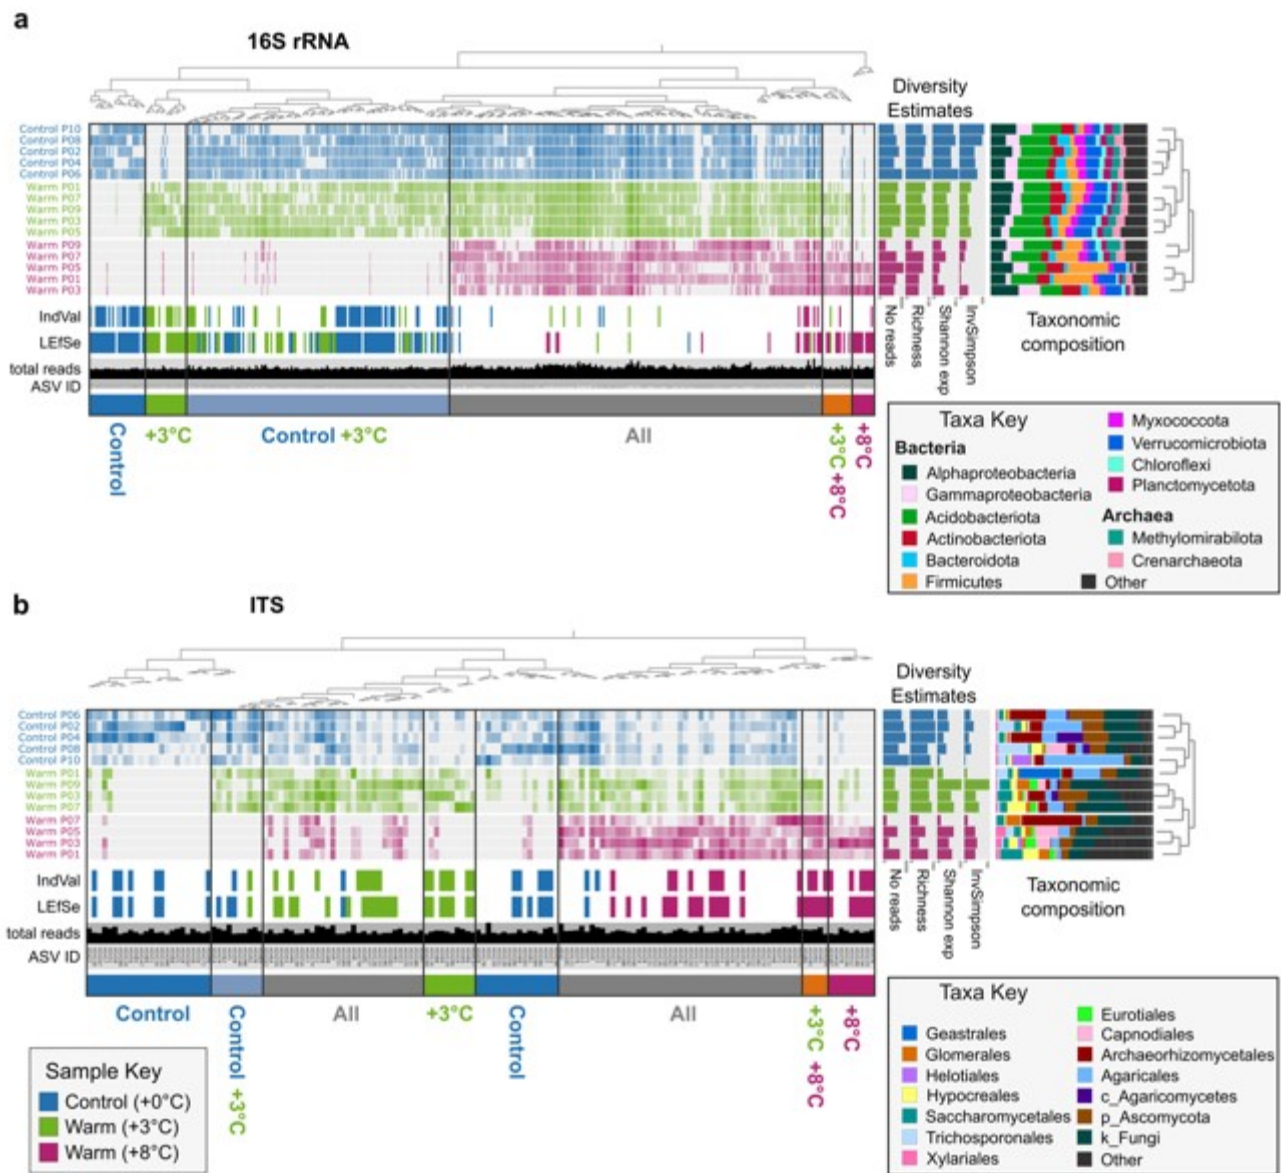 a
16S rRNA
Diversity
Estimates
Control P10
Control P08
Control P02
Control P04
Control P06
Warm P01
Warm P07
Warm P09
Warm P03
Warm P05
Warm P09
Warm P07
Warm P05
Warm P01
Warm P03
IndVal
LEfSe
total reads
ASV ID
No reads
Richness
Shannon exp
InvSimpson
Taxonomic
composition
Control
+3°C
Control +3°C
All
+3°C +8°C
+8°C
Taxa Key
Bacteria
Alphaproteobacteria
Gammaproteobacteria
Acidobacteriota
Actinobacteriota
Bacteroidota
Firmicutes
Myxococcota
Verrucomicrobiota
Chloroflexi
Planctomycetota
Archaea
Methylomirabilota
Crenarchaeota
Other
b
ITS
Diversity
Estimates
Control P06
Control P02
Control P04
Control P08
Control P10
Warm P01
Warm P09
Warm P03
Warm P07
Warm P07
Warm P05
Warm P03
Warm P01
IndVal
LEfSe
total reads
ASV ID
No reads
Richness
Shannon exp
InvSimpson
Taxonomic
composition
Control
Control +3°C
All
+3°C
Control
All
+3°C +8°C
+8°C
Sample Key
Control (+0°C)
Warm (+3°C)
Warm (+8°C)
Taxa Key
Geastrales
Glomerales
Helotiales
Hypocreales
Saccharomycetales
Trichosporonales
Xylariales
Eurotiales
Capnodiales
Archaeorhizomycetales
Agaricales
c_Agaricomycetes
p_Ascomycota
k_Fungi
Other